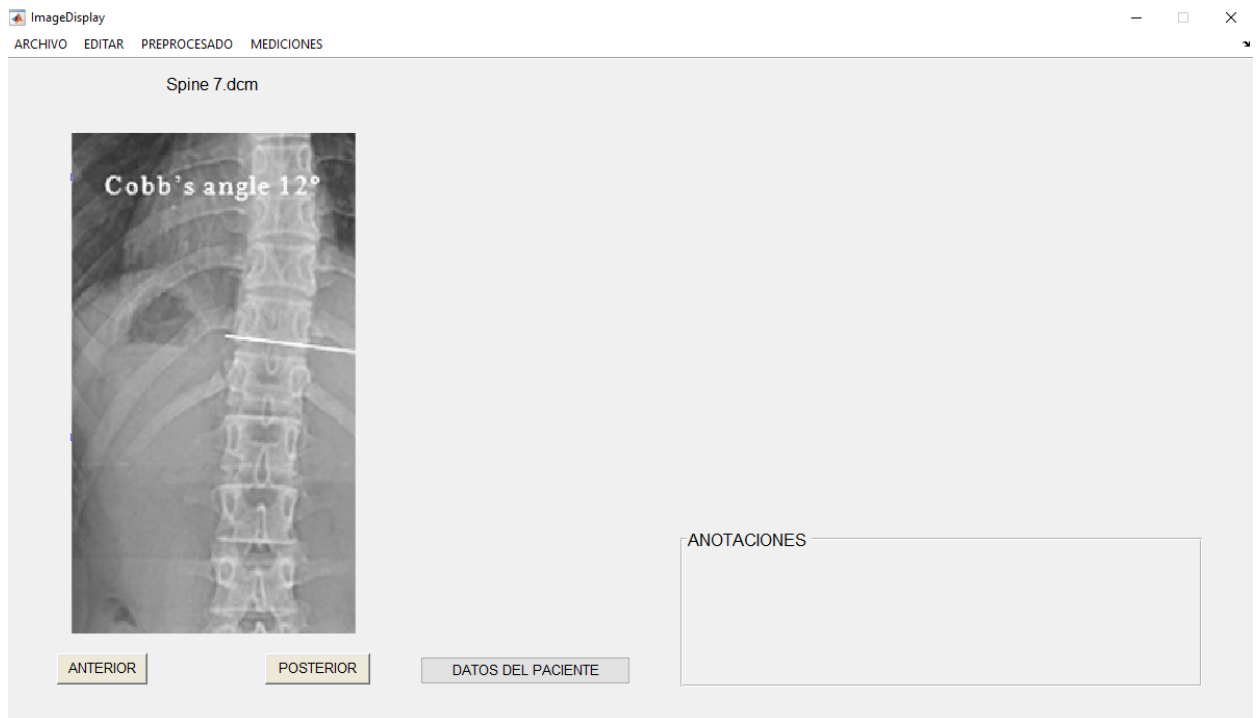 ImageDisplay
ARCHIVO EDITAR PREPROCESADO MEDICIONES
Spine 7.dcm
Cobb's angle 12°
ANOTACIONES
ANTERIOR POSTERIOR DATOS DEL PACIENTE